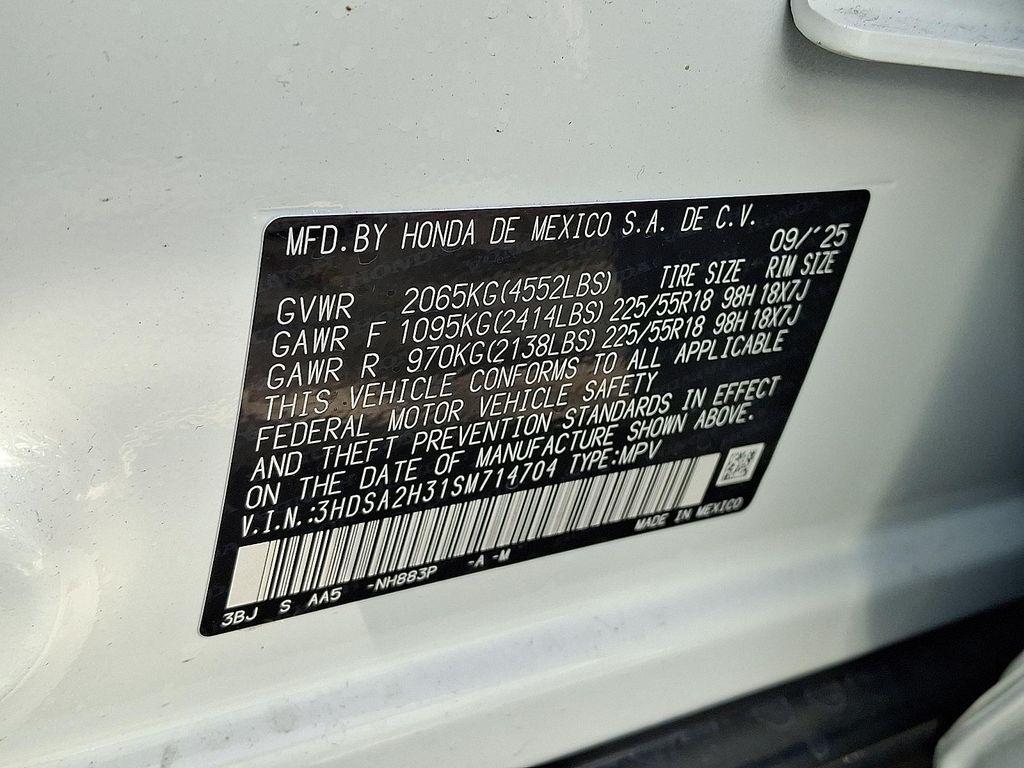 MFD.BY HONDA DE MEXICO S.A. DE C.V.
09/'25
TIRE SIZE RIM SIZE
GVWR 2065KG(4552LBS)
GAWR F 1095KG(2414LBS) 225/55R18 98H 18X7J
GAWR R 970KG(2138LBS) 225/55R18 98H 18X7J
THIS VEHICLE CONFORMS TO ALL APPLICABLE
FEDERAL MOTOR VEHICLE SAFETY
AND THEFT PREVENTION STANDARDS IN EFFECT
ON THE DATE OF MANUFACTURE SHOWN ABOVE.
V.I.N.:3HDSA2H31SM714704 TYPE:MPV
MADE IN MEXICO
3BJ S AA5 -NH883P -A -M